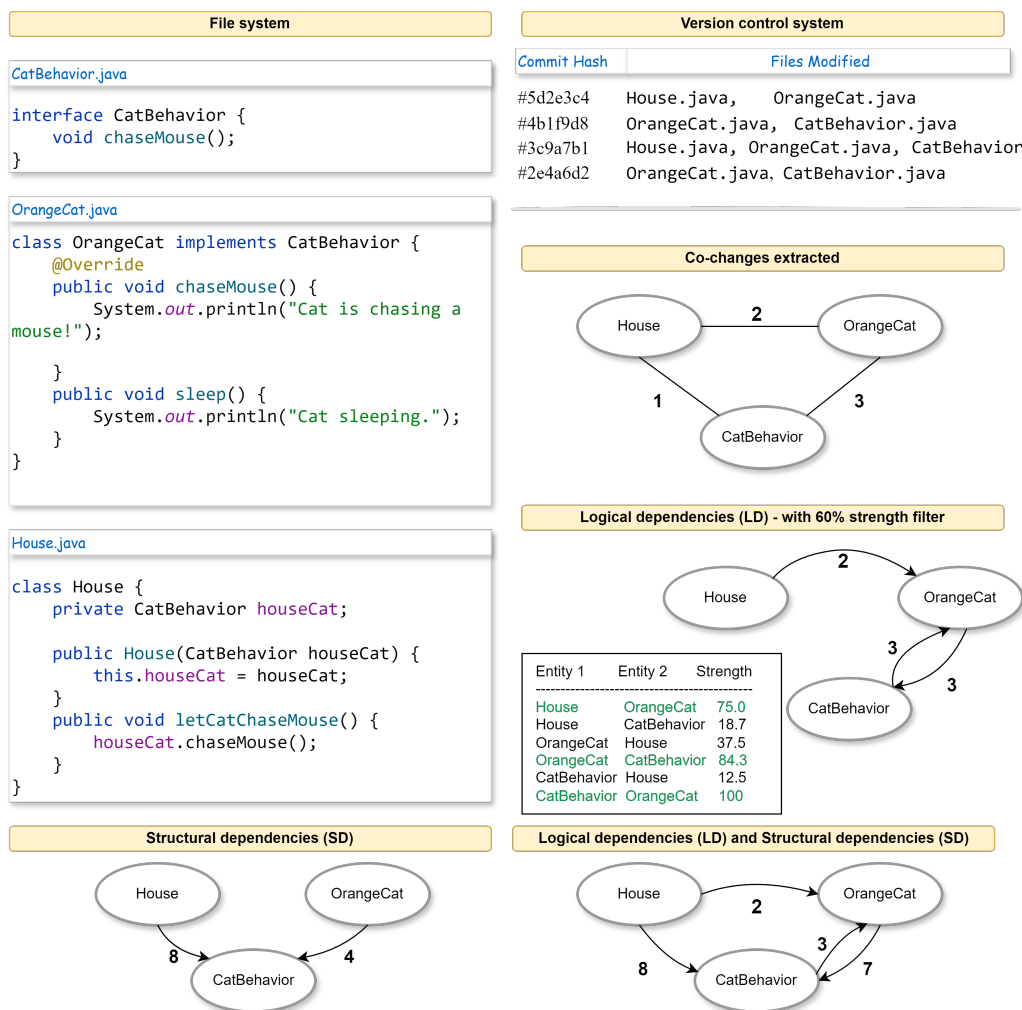 File system
CatBehavior.java
interface CatBehavior {
    void chaseMouse();
}
OrangeCat.java
class OrangeCat implements CatBehavior {
    @Override
    public void chaseMouse() {
        System.out.println("Cat is chasing a
mouse!");
    }
    public void sleep() {
        System.out.println("Cat sleeping.");
    }
}
House.java
class House {
    private CatBehavior houseCat;
    public House(CatBehavior houseCat) {
        this.houseCat = houseCat;
    }
    public void letCatChaseMouse() {
        houseCat.chaseMouse();
    }
}
Structural dependencies (SD)
House
OrangeCat
8
4
CatBehavior
Version control system
Commit Hash Files Modified
#5d2e3c4 House.java, OrangeCat.java
#4b1f9d8 OrangeCat.java, CatBehavior.java
#3c9a7b1 House.java, OrangeCat.java, CatBehavior
#2e4a6d2 OrangeCat.java, CatBehavior.java
Co-changes extracted
House
2
OrangeCat
1
3
CatBehavior
Logical dependencies (LD) - with 60% strength filter
2
House
OrangeCat
3
3
CatBehavior
Entity 1 Entity 2 Strength
--------------------------------------------
House OrangeCat 75.0
House CatBehavior 18.7
OrangeCat House 37.5
OrangeCat CatBehavior 84.3
CatBehavior House 12.5
CatBehavior OrangeCat 100
Logical dependencies (LD) and Structural dependencies (SD)
House
2
OrangeCat
8
3
7
CatBehavior